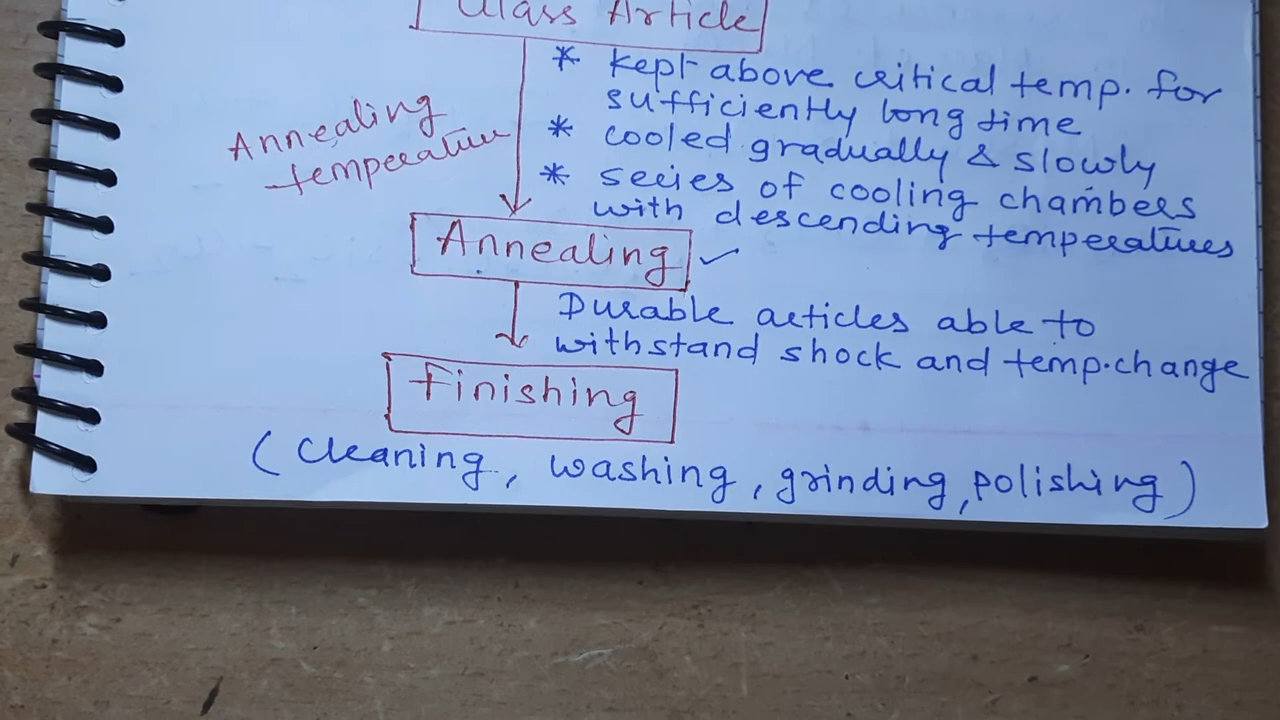 Glass Article
* kept above critical temp. for
sufficiently long time
Annealing
temperature
* cooled gradually & slowly
* series of cooling chambers
with descending temperatures
Annealing ✓
Durable articles able to
withstand shock and temp. change
Finishing
(Cleaning, washing, grinding, polishing)